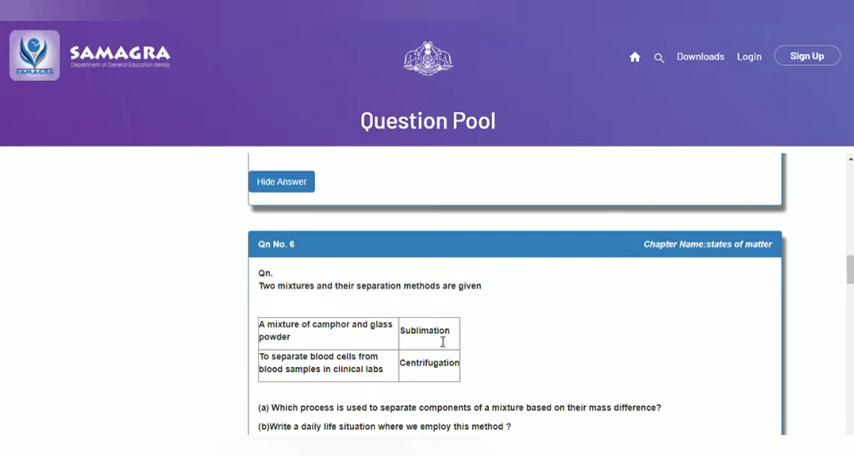 SAMAGRA
Department of General Education Kerala
SAMAGRA
Downloads
Login
Sign Up
Question Pool
Hide Answer
Qn No. 6
Chapter Name:states of matter
Qn.
Two mixtures and their separation methods are given
A mixture of camphor and glass
powder
Sublimation
To separate blood cells from
blood samples in clinical labs
Centrifugation
(a) Which process is used to separate components of a mixture based on their mass difference?
(b)Write a daily life situation where we employ this method ?